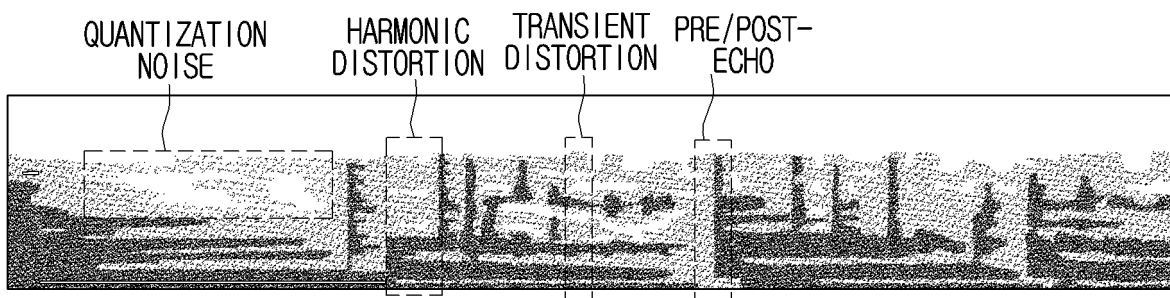 QUANTIZATION
NOISE
HARMONIC
DISTORTION
TRANSIENT
DISTORTION
PRE/POST-
ECHO